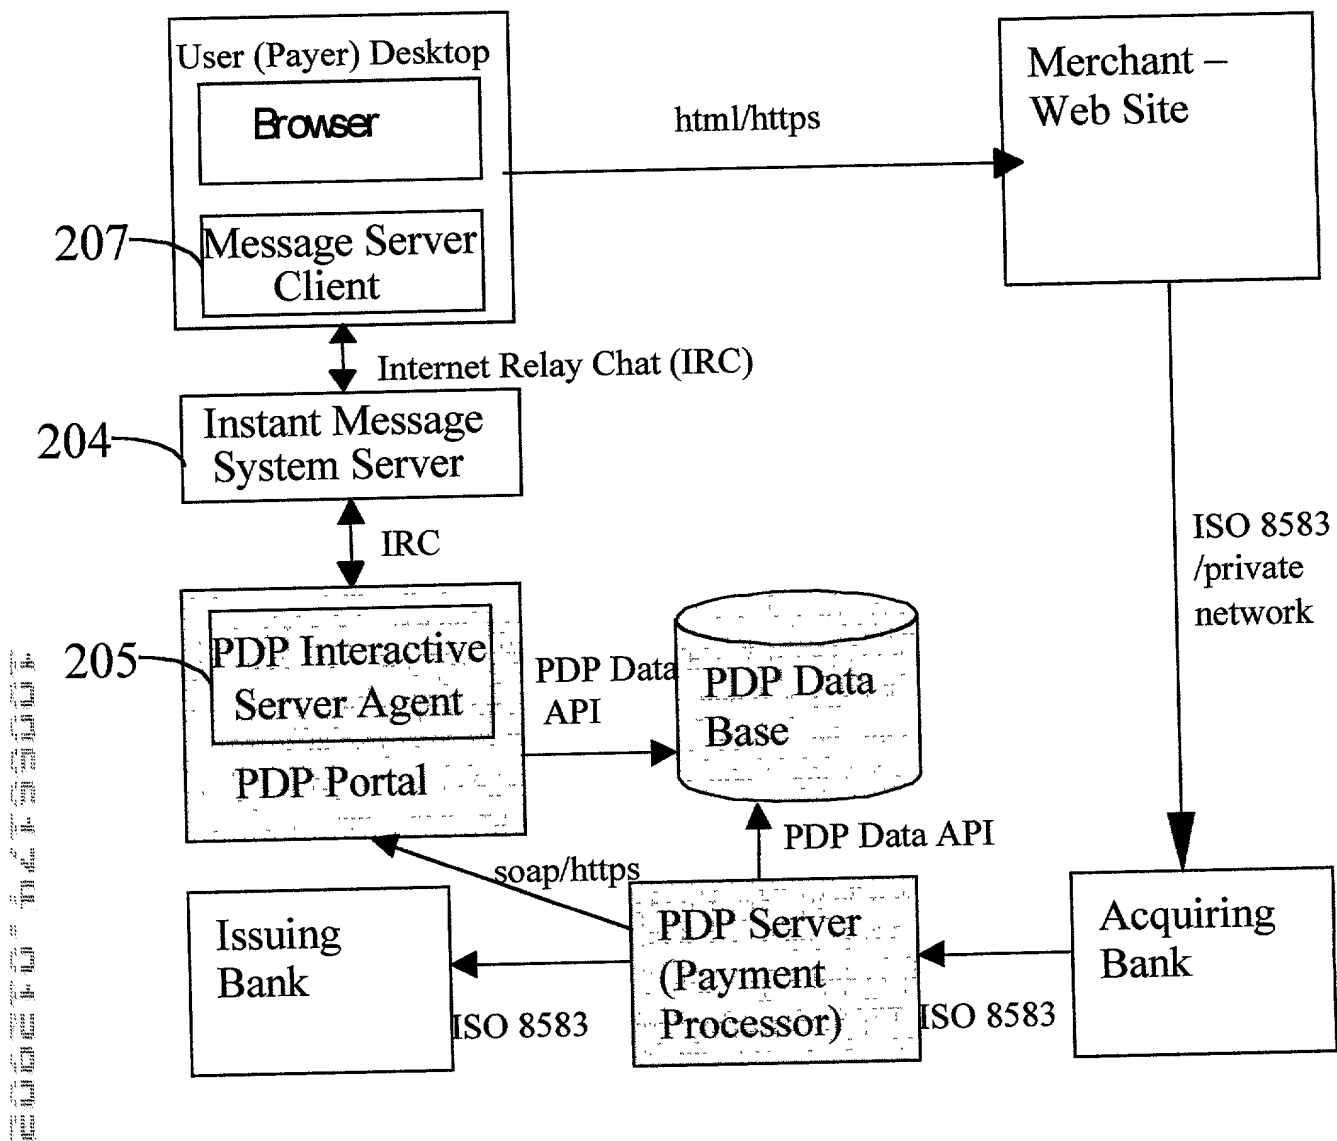 User (Payer) Desktop
Browser
207
Message Server
Client
html/https
Merchant –
Web Site
Internet Relay Chat (IRC)
204
Instant Message
System Server
IRC
ISO 8583
/private
network
205
PDP Interactive
Server Agent
PDP Portal
PDP Data
API
PDP Data
Base
PDP Data API
soap/https
Issuing
Bank
ISO 8583
PDP Server
(Payment
Processor)
ISO 8583
Acquiring
Bank